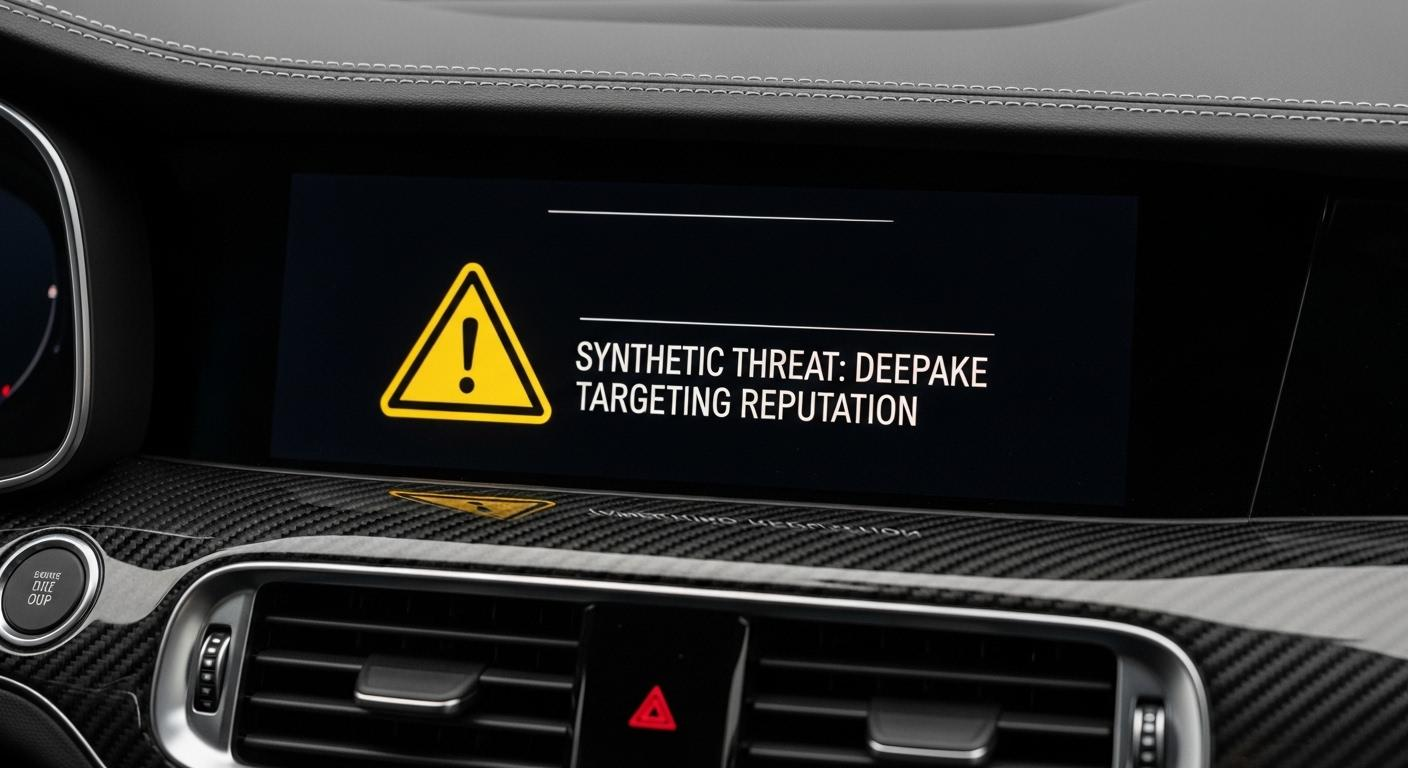 SYNTHETIC THREAT: DEEPAKE
TARGETING REPUTATION